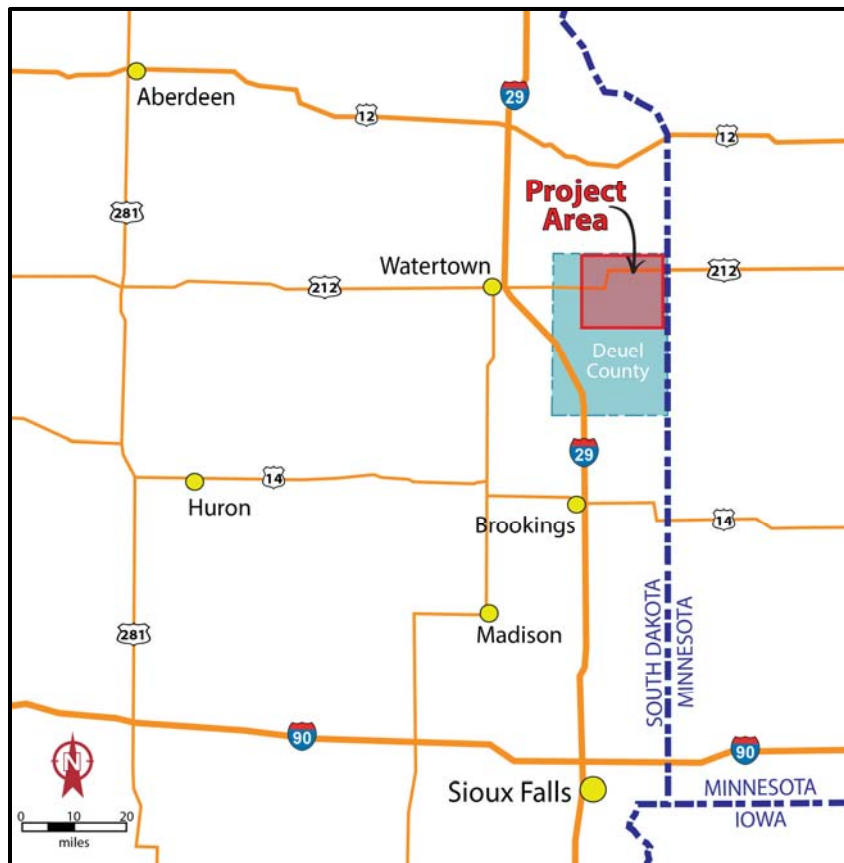 29
Aberdeen
12
12
Project
Area
281
Watertown
212
212
Deuel
County
29
Huron
14
Brookings
14
Madison
281
SOUTH DAKOTA
MINNESOTA
90
90
N
Sioux Falls
MINNESOTA
IOWA
0 10 20
miles